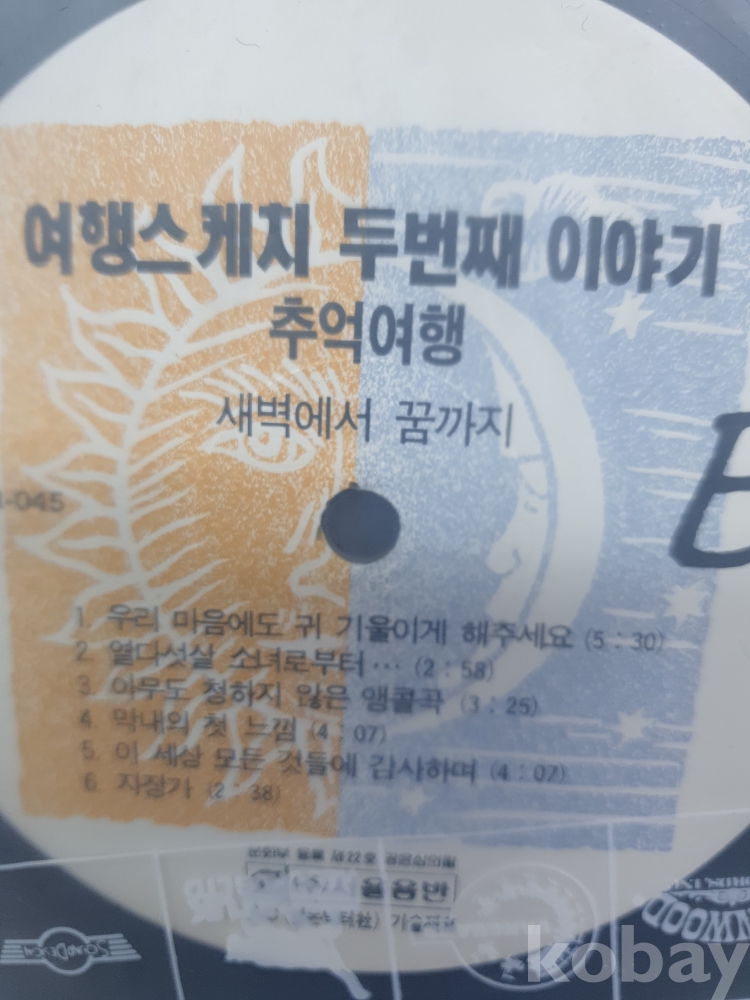 여행스케치 두번째 이야기
추억여행
새벽에서 꿈까지
-045
B
1. 우리 마음에도 귀 기울이게 해주세요 (5 : 30)
2. 열다섯살 소녀로부터 … (2 : 58)
3. 아무도 청하지 않은 앵콜곡 (3 : 25)
4. 막내의 첫 느낌 (4 : 07)
5. 이 세상 모든 것들에 감사하며 (4 : 07)
6. 자장가 (2 : 38)
kobay